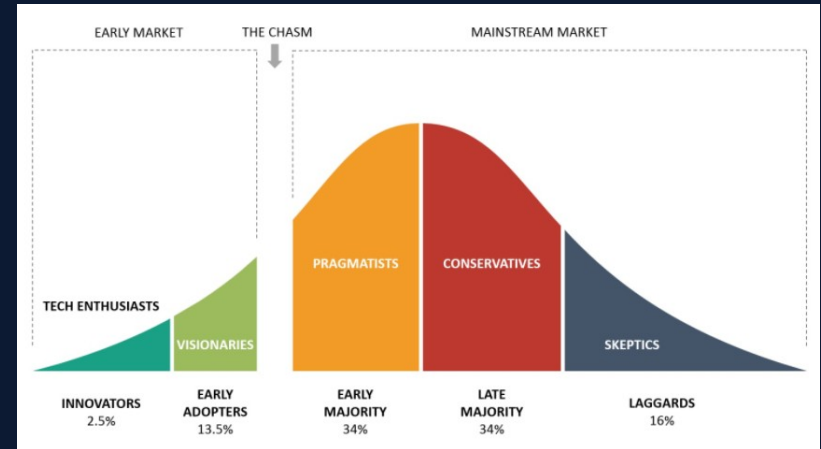 EARLY MARKET
THE CHASM
MAINSTREAM MARKET
TECH ENTHUSIASTS
VISIONARIES
PRAGMATISTS
CONSERVATIVES
SKEPTICS
INNOVATORS
2.5%
EARLY
ADOPTERS
13.5%
EARLY
MAJORITY
34%
LATE
MAJORITY
34%
LAGGARDS
16%